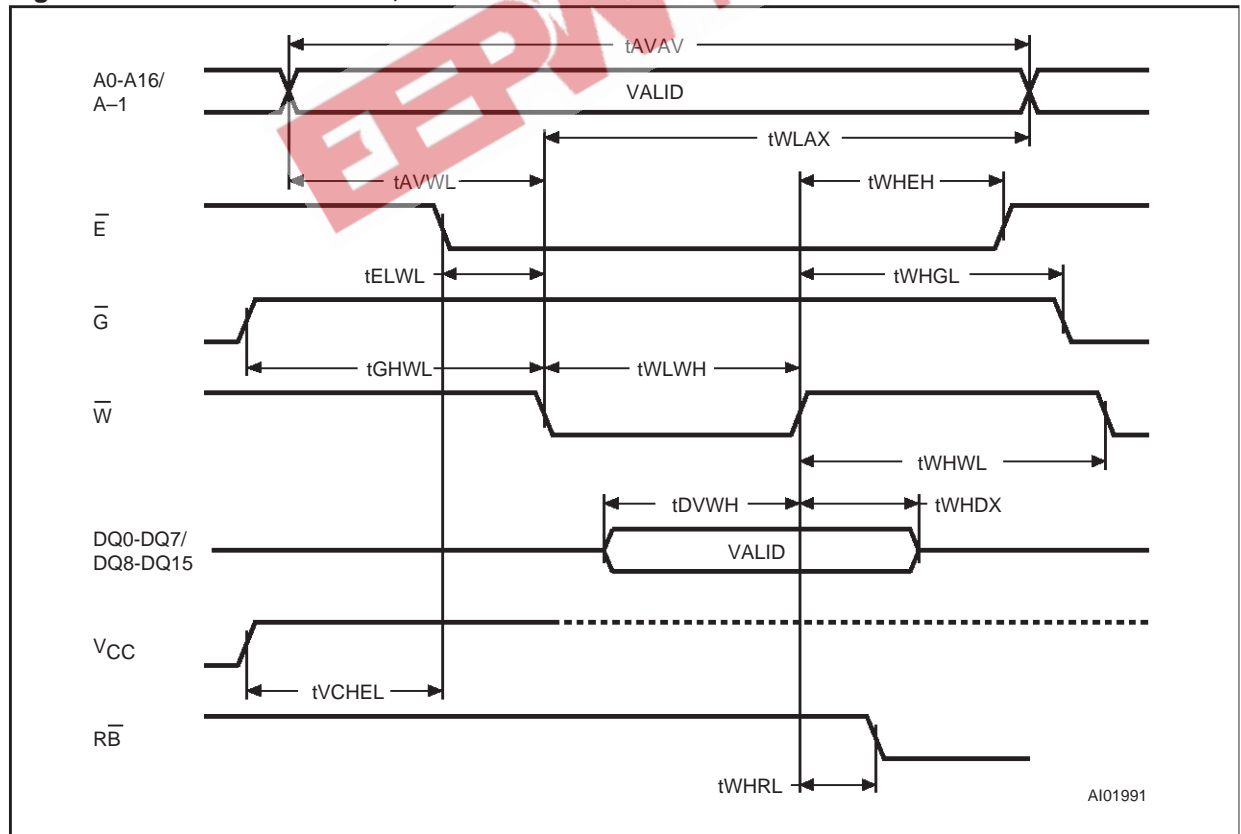 tAVAV
A0-A16/
A–1
VALID
tWLAX
tAVWL
tWHEH
E̅
tELWL
tWHGL
G̅
tGHWL
tWLWH
W̅
tWHWL
tDVWH
tWHDX
DQ0-DQ7/
DQ8-DQ15
VALID
VCC
tVCHEL
RB̅
tWHRL
AI01991